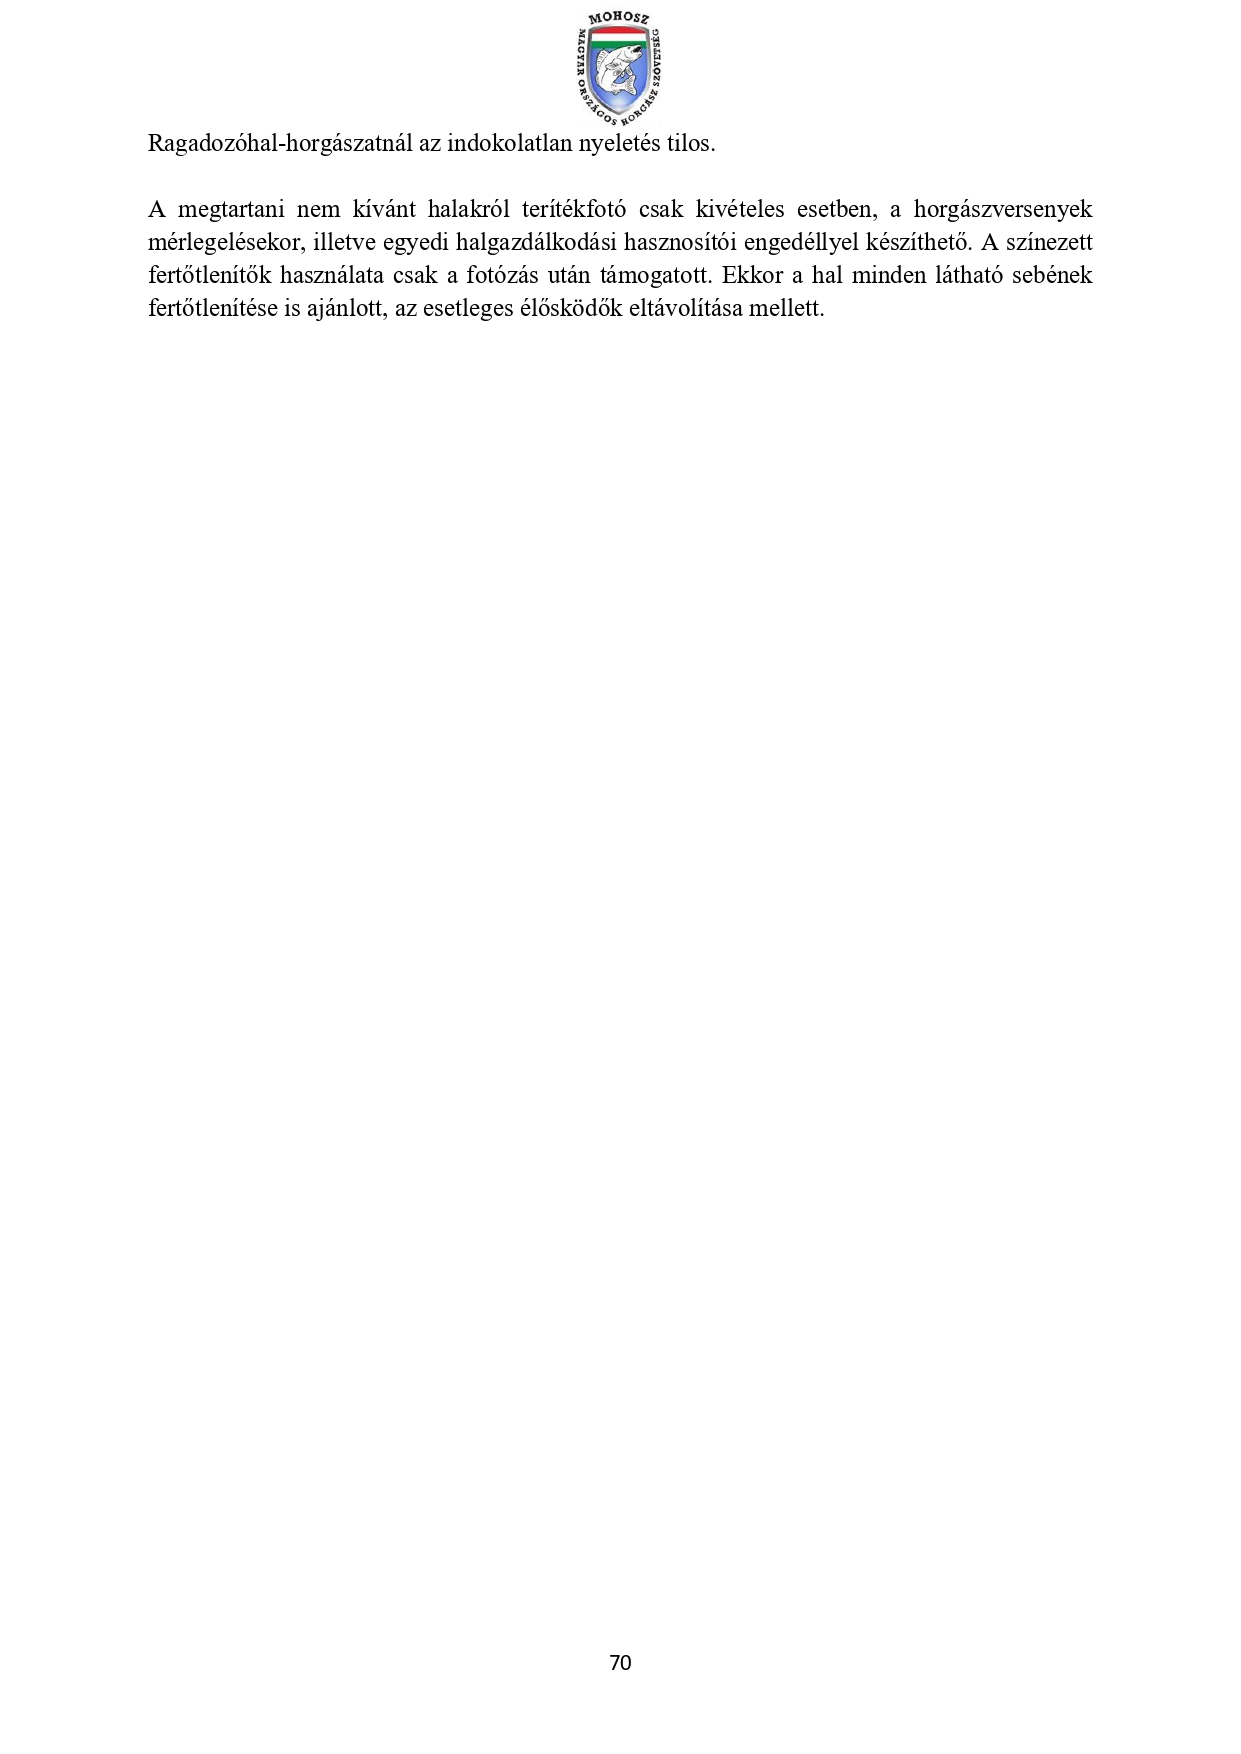 MOHOSZ
MAGYAR ORSZÁGOS HORGÁSZ SZÖVETSÉG
Ragadozóhal-horgászatnál az indokolatlan nyeletés tilos.
A megtartani nem kívánt halakról terítékfotó csak kivételes esetben, a horgászversenyek
mérlegelésekor, illetve egyedi halgazdálkodási hasznosítói engedéllyel készíthető. A színezett
fertőtlenítők használata csak a fotózás után támogatott. Ekkor a hal minden látható sebének
fertőtlenítése is ajánlott, az esetleges élősködők eltávolítása mellett.
70